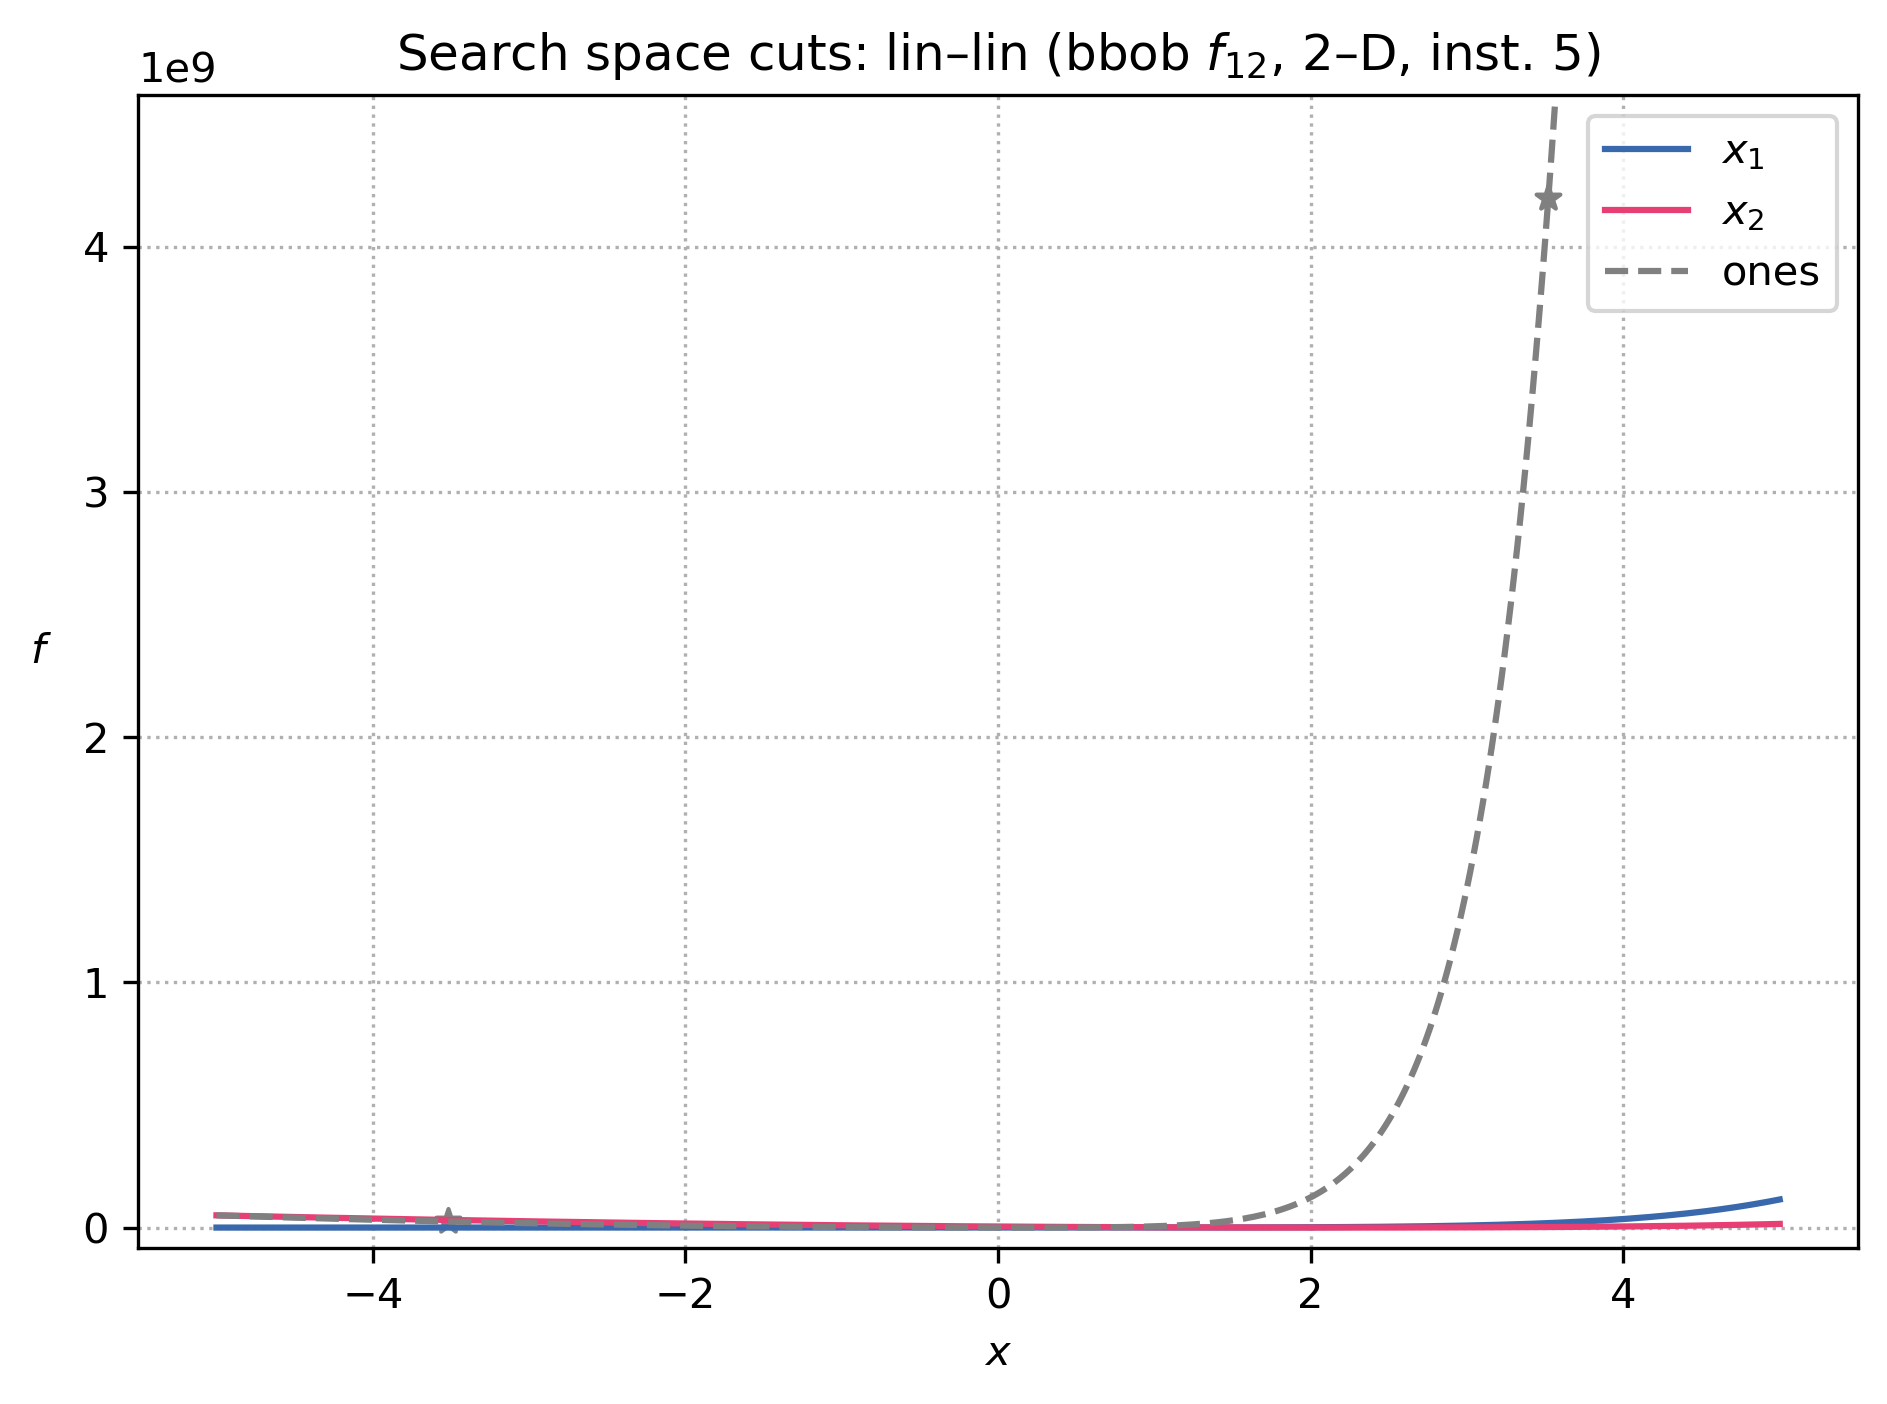 Search space cuts: lin–lin (bbob f12, 2–D, inst. 5)
1e9
x1
x2
ones
4
3
2
1
0
f
−4
−2
0
2
4
x